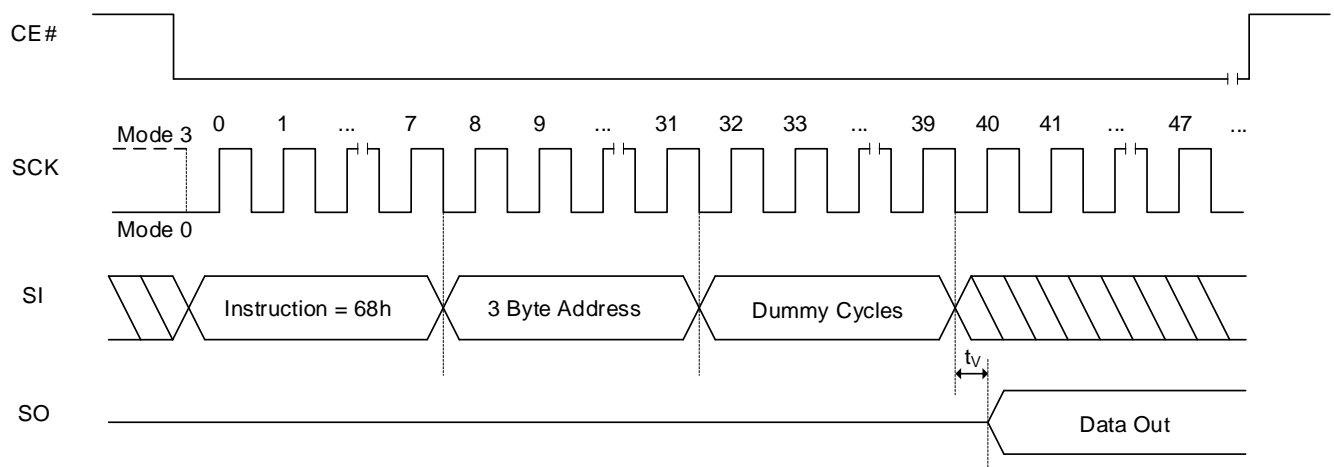 CE#
Mode 3 0 1 ... 7 8 9 ... 31 32 33 ... 39 40 41 ... 47 ...
SCK
Mode 0
SI Instruction = 68h 3 Byte Address Dummy Cycles
tV
SO Data Out